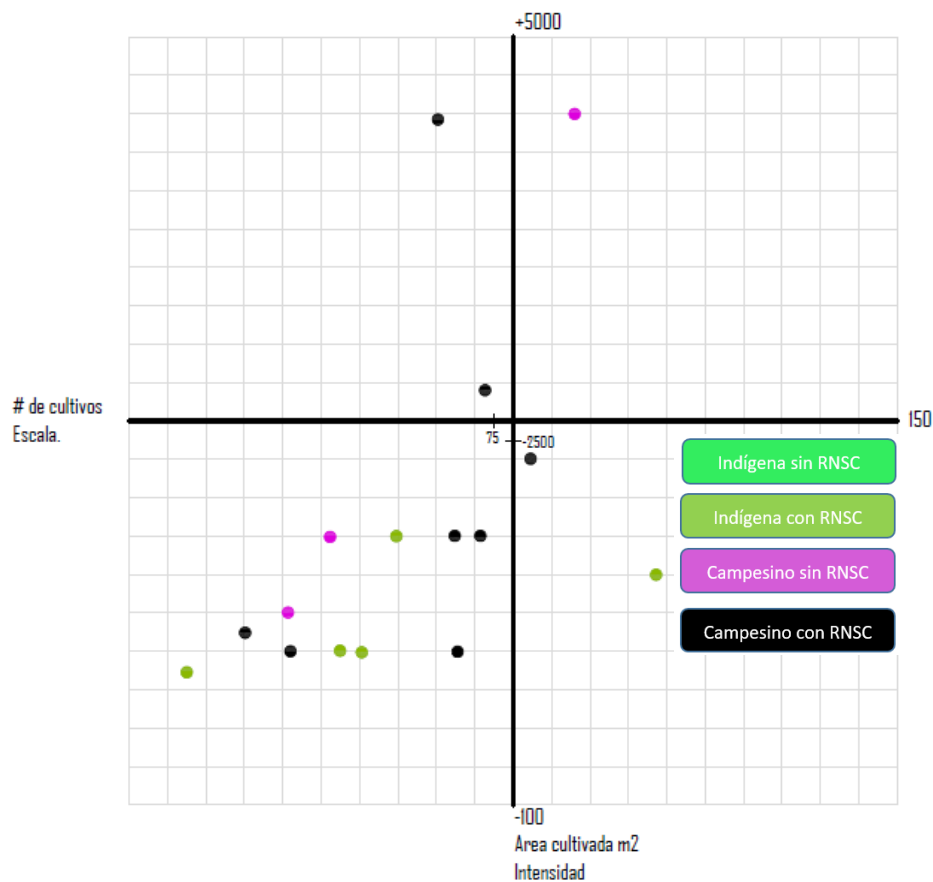 +5000
# de cultivos
Escala.
150
75
-2500
Indígena sin RNSC
Indígena con RNSC
Campesino sin RNSC
Campesino con RNSC
-100
Area cultivada m2
Intensidad